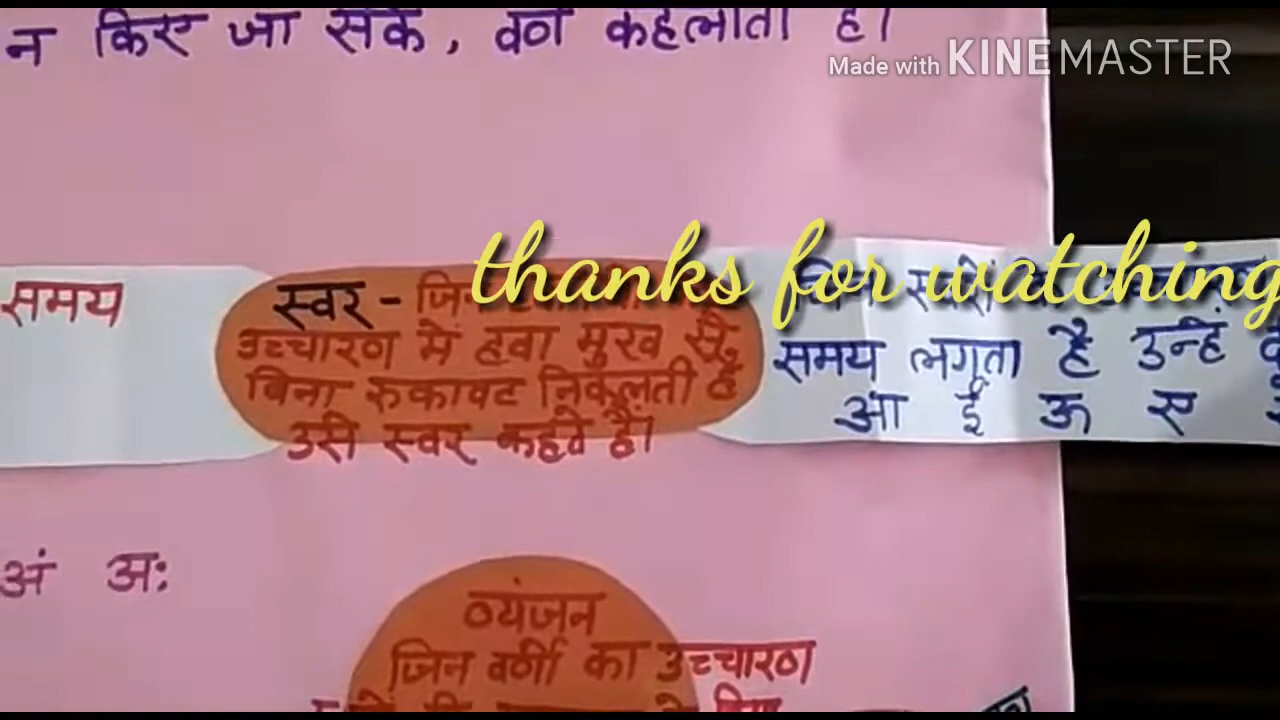 न किए जा सके, वर्ण कहलाता है।
Made with KINEMASTER
thanks for watching
समय
स्वर -
उच्चारण में हवा मुख से
बिना रुकावट निकलती है
उसे स्वर कहते हैं।
समय लगता है उन्हें
आ ई ऊ ए
अं अः
व्यंजन
जिन वर्णी का उच्चारण